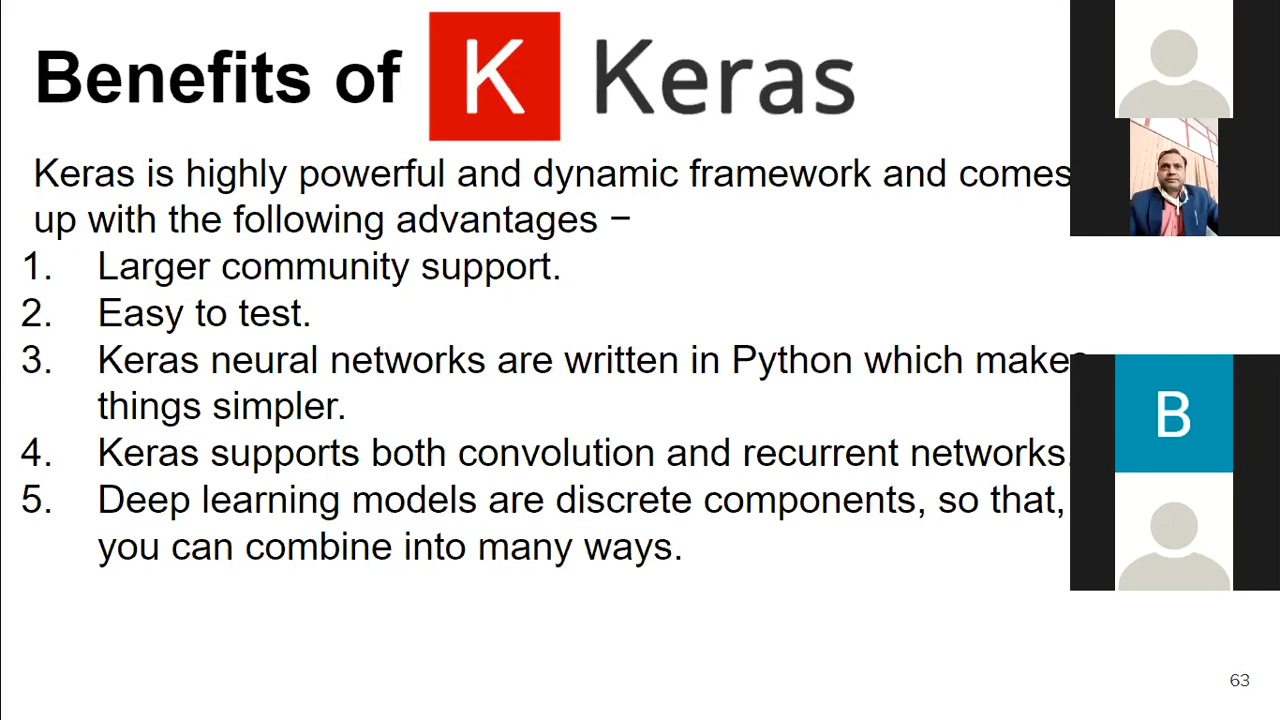 Benefits of K Keras
Keras is highly powerful and dynamic framework and comes
up with the following advantages −
1. Larger community support.
2. Easy to test.
3. Keras neural networks are written in Python which makes
things simpler.
4. Keras supports both convolution and recurrent networks.
5. Deep learning models are discrete components, so that,
you can combine into many ways.
B
63